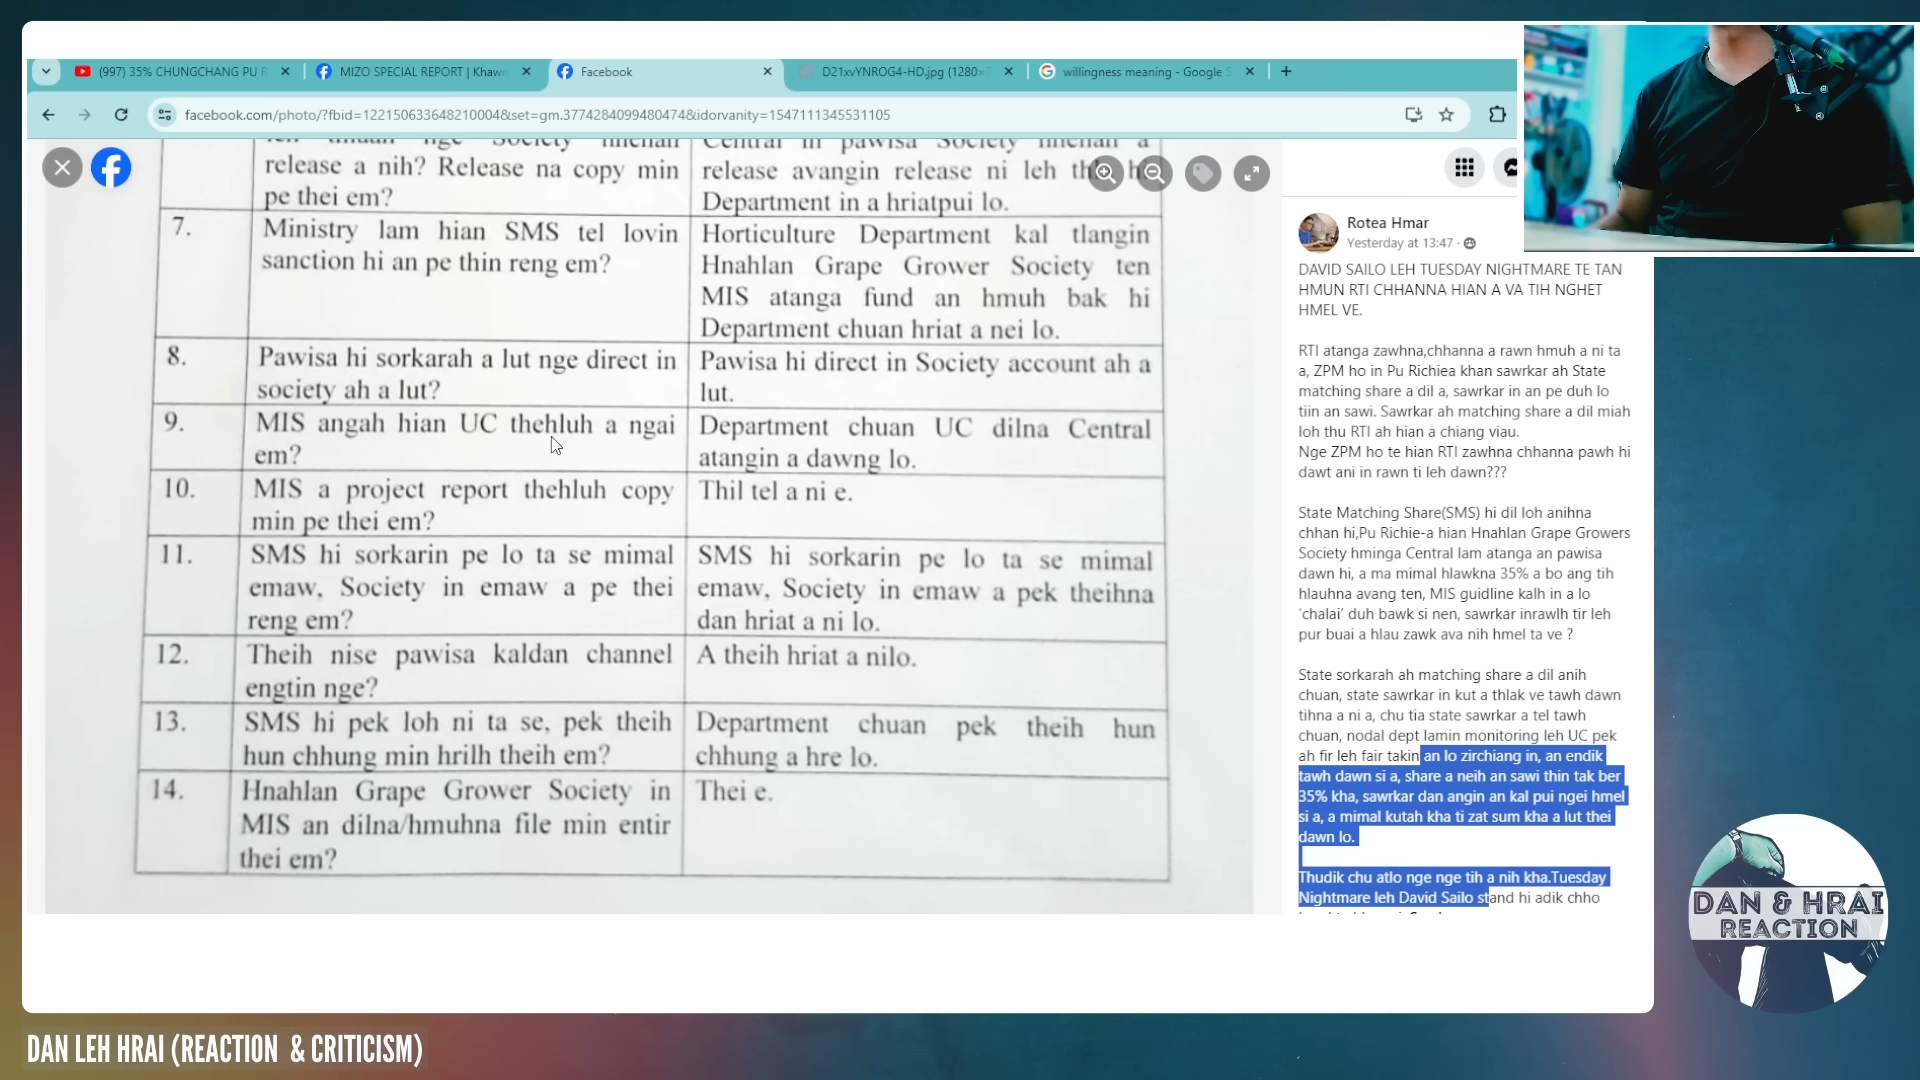 (997) 35% CHUNGCHANG PU
MIZO SPECIAL REPORT | Khawn
Facebook
D21xvYNROG4-HD.jpg (1280×
willingness meaning - Google S
facebook.com/photo/?fbid=122150633648210004&set=gm.3774284099480474&idorvanity=1547111345531105
release a nih? Release na copy min
pe thei em?
release avangin release ni leh
Department in a hriatpui lo.
7.
Ministry lam hian SMS tel lovin
sanction hi an pe thin reng em?
Horticulture Department kal tlangin
Hnahlan Grape Grower Society ten
MIS atanga fund an hmuh bak hi
Department chuan hriat a nei lo.
8.
Pawisa hi sorkarah a lut nge direct in
society ah a lut?
Pawisa hi direct in Society account ah a
lut.
9.
MIS angah hian UC thehluh a ngai
em?
Department chuan UC dilna Central
atangin a dawng lo.
10.
MIS a project report thehluh copy
min pe thei em?
Thil tel a ni e.
11.
SMS hi sorkarin pe lo ta se mimal
emaw, Society in emaw a pe thei
reng em?
SMS hi sorkarin pe lo ta se mimal
emaw, Society in emaw a pek theihna
dan hriat a ni lo.
12.
Theih nise pawisa kaldan channel
engtin nge?
A theih hriat a nilo.
13.
SMS hi pek loh ni ta se, pek theih
hun chhung min hrilh theih em?
Department chuan pek theih hun
chhung a hre lo.
14.
Hnahlan Grape Grower Society in
MIS an dilna/hmuhna file min entir
thei em?
Thei e.
Rotea Hmar
Yesterday at 13:47 ·
DAVID SAILO LEH TUESDAY NIGHTMARE TE TAN
HMUN RTI CHHANNA HIAN A VA TIH NGHET
HMEL VE.
RTI atanga zawhna,chhanna a rawn hmuh a ni ta
a, ZPM ho in Pu Richiea khan sawrkar ah State
matching share a dil a, sawrkar in an pe duh lo
tiin an sawi. Sawrkar ah matching share a dil miah
loh thu RTI ah hian a chiang viau.
Nge ZPM ho te hian RTI zawhna chhanna pawh hi
dawt ani in rawn ti leh dawn???
State Matching Share(SMS) hi dil loh anihna
chhan hi,Pu Richie-a hian Hnahlan Grape Growers
Society hminga Central lam atanga an pawisa
dawn hi, a ma mimal hlawkna 35% a bo ang tih
hlauhna avang ten, MIS guidline kalh in a lo
‘chalai’ duh bawk si nen, sawrkar inrawlh tir leh
pur buai a hlau zawk ava nih hmel ta ve ?
State sorkarah ah matching share a dil anih
chuan, state sawrkar in kut a thlak ve tawh dawn
tihna a ni a, chu tia state sawrkar a tel tawh
chuan, nodal dept lamin monitoring leh UC pek
ah fir leh fair takin an lo zirchiang in, an endik
tawh dawn si a, share a neih an sawi thin tak ber
35% kha, sawrkar dan angin an kal pui ngei hmel
si a, a mimal kutah kha ti zat sum kha a lut thei
dawn lo.
Thudik chu atlo nge nge tih a nih kha.Tuesday
Nightmare leh David Sailo stand hi adik chho
DAN & HRAI
REACTION
DAN LEH HRAI (REACTION & CRITICISM)